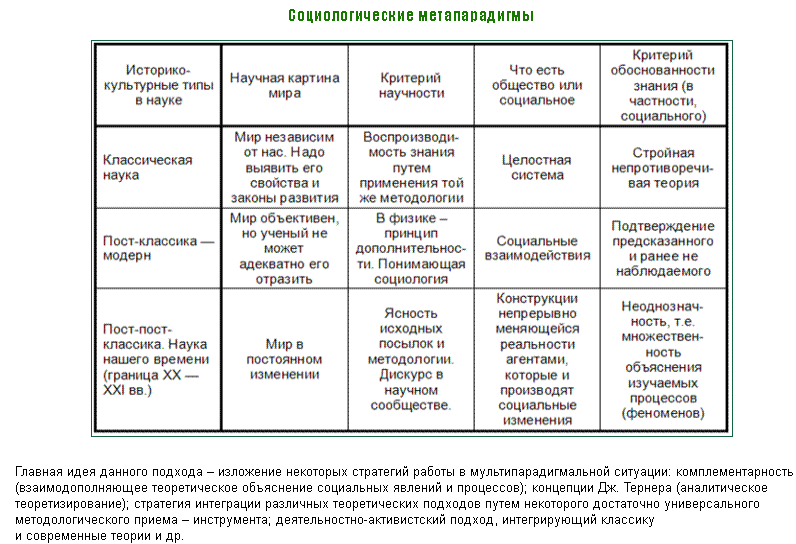 Социологические метапарадигмы
Историко-
культурные типы
в науке
Научная картина
мира
Критерий
научности
Что есть
общество или
социальное
Критерий
обоснованности
знания (в
частности,
социального)
Классическая
наука
Мир независим
от нас. Надо
выявить его
свойства и
законы развития
Воспроизводи-
мость знания
путем
применения той
же методологии
Целостная
система
Стройная
непротиворечи-
вая теория
Пост-классика —
модерн
Мир объективен,
но ученый не
может
адекватно его
отразить
В физике –
принцип
дополнительнос-
ти. Понимающая
социология
Социальные
взаимодействия
Подтверждение
предсказанного
и ранее не
наблюдаемого
Пост-пост-
классика. Наука
нашего времени
(граница XX —
XXI вв.)
Мир в
постоянном
изменении
Ясность
исходных
посылок и
методологии.
Дискурс в
научном
сообществе.
Конструкции
непрерывно
меняющейся
реальности
агентами,
которые и
производят
социальные
изменения
Неоднознач-
ность, т.е.
множествен-
ность
объяснения
изучаемых
процессов
(феноменов)
Главная идея данного подхода – изложение некоторых стратегий работы в мультипарадигмальной ситуации: комплементарность
(взаимодополняющее теоретическое объяснение социальных явлений и процессов); концепции Дж. Тернера (аналитическое
теоретизирование); стратегия интеграции различных теоретических подходов путем некоторого достаточно универсального
методологического приема – инструмента; деятельностно-активистский подход, интегрирующий классику
и современные теории и др.